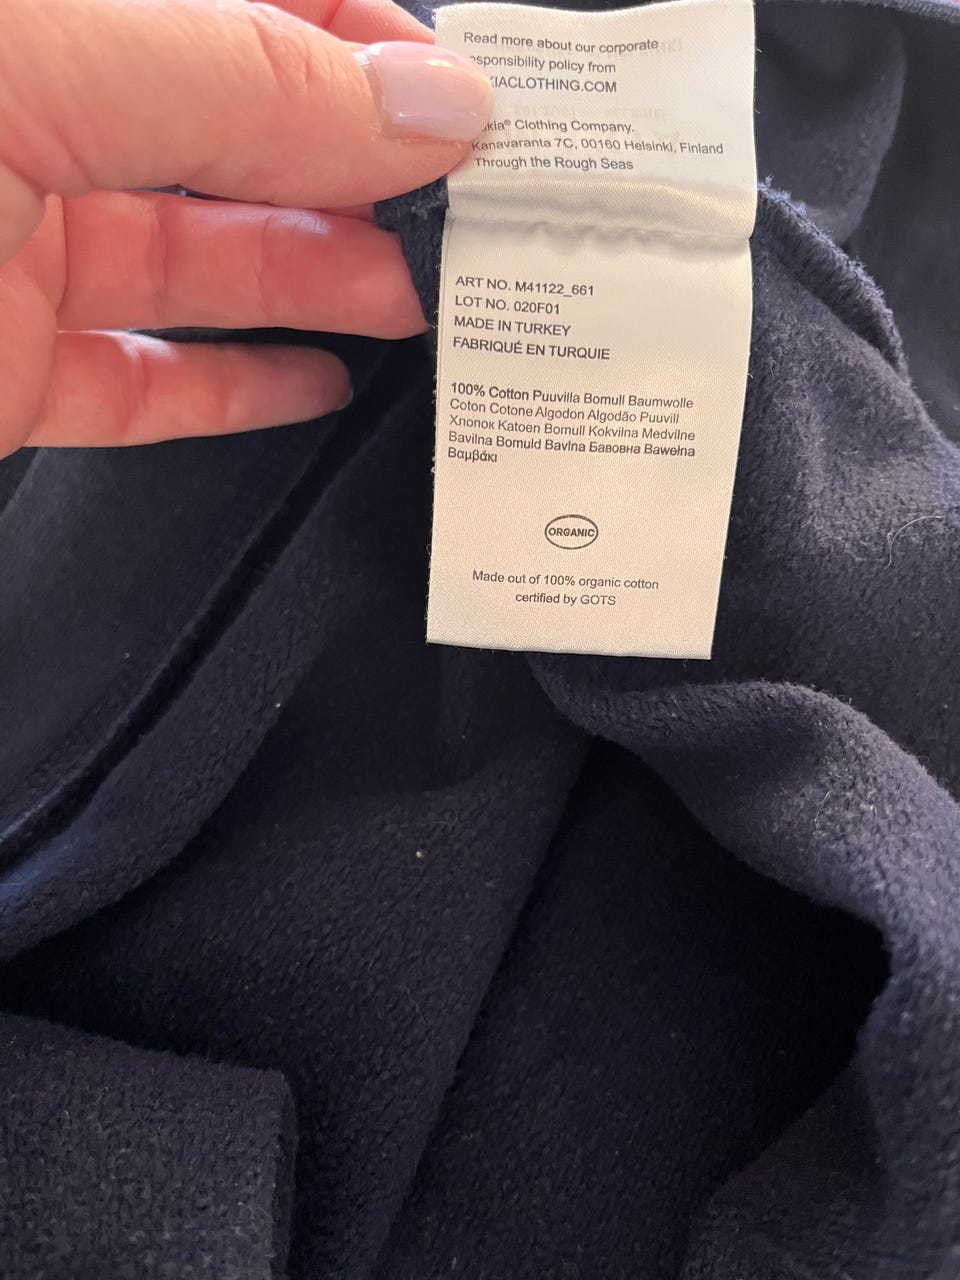 Read more about our corporate
sponsibility policy from
KIACLOTHING.COM
kia® Clothing Company.
Kanavaranta 7C, 00160 Helsinki, Finland
Through the Rough Seas
ART NO. M41122_661
LOT NO. 020F01
MADE IN TURKEY
FABRIQUÉ EN TURQUIE
100% Cotton Puuvilla Bomull Baumwolle
Coton Cotone Algodon Algodão Puuvill
Хлопок Katoen Bomull Kokvilna Medvilne
Bavilna Bomuld Bavlna Бавовна Bawełna
Βαμβάκι
ORGANIC
Made out of 100% organic cotton
certified by GOTS